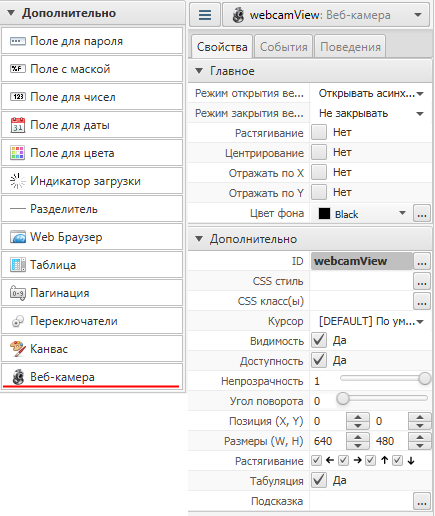 Дополнительно
Поле для пароля
Поле с маской
Поле для чисел
Поле для даты
Поле для цвета
Индикатор загрузки
Разделитель
Web Браузер
Таблица
Пагинация
Переключатели
Канвас
Веб-камера
webcamView: Веб-камера
Свойства События Поведения
Главное
Режим открытия ве... Открывать асинх... 
Режим закрытия ве... Не закрывать
Растягивание Нет
Центрирование Нет
Отражать по X Нет
Отражать по Y Нет
Цвет фона Black ...
Дополнительно
ID webcamView ...
CSS стиль ...
CSS класс(ы) ...
Курсор [DEFAULT] По ум...
Видимость Да
Доступность Да
Непрозрачность 1
Угол поворота 0
Позиция (X, Y) 0 0
Размеры (W, H) 640 480
Растягивание
Табуляция Да
Подсказка ...